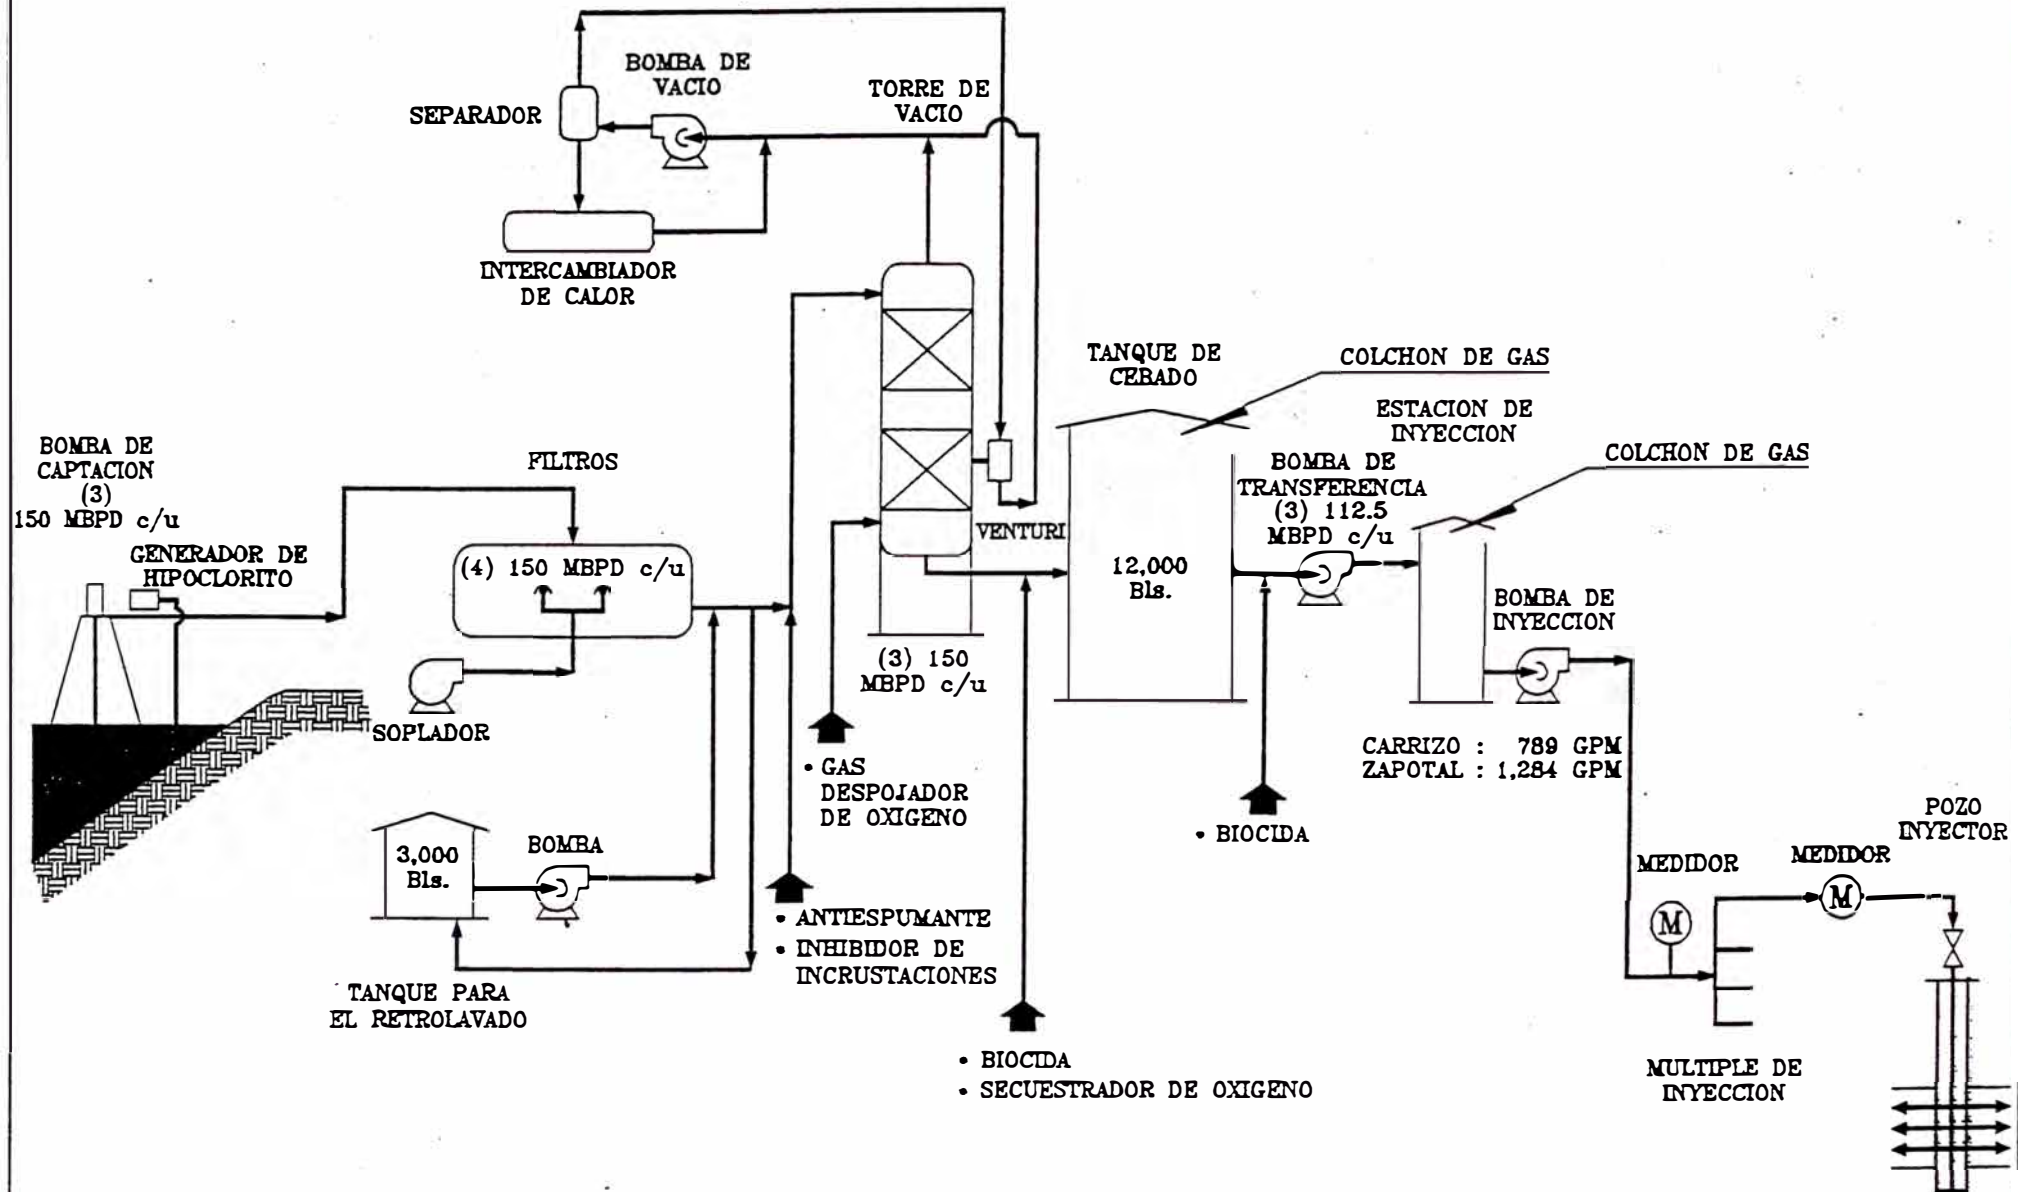 BOMBA DE
VACIO
SEPARADOR
TORRE DE
VACIO
INTERCAMBIADOR
DE CALOR
TANQUE DE
CEBADO
COLCHON DE GAS
ESTACION DE
INYECCION
COLCHON DE GAS
BOMBA DE
CAPTACION
(3)
150 MBPD c/u
GENERADOR DE
HIPOCLORITO
FILTROS
(4) 150 MBPD c/u
SOPLADOR
VENTURI
12,000
Bls.
BOMBA DE
TRANSFERENCIA
(3) 112.5
MBPD c/u
BOMBA DE
INYECCION
(3) 150
MBPD c/u
• GAS
DESPOJADOR
DE OXIGENO
CARRIZO : 789 GPM
ZAPOTAL : 1,284 GPM
• BIOCIDA
3,000
Bls.
BOMBA
• ANTIESPUMANTE
• INHIBIDOR DE
INCRUSTACIONES
TANQUE PARA
EL RETROLAVADO
• BIOCIDA
• SECUESTRADOR DE OXIGENO
MEDIDOR
M
MEDIDOR
M
POZO
INYECTOR
MULTIPLE DE
INYECCION